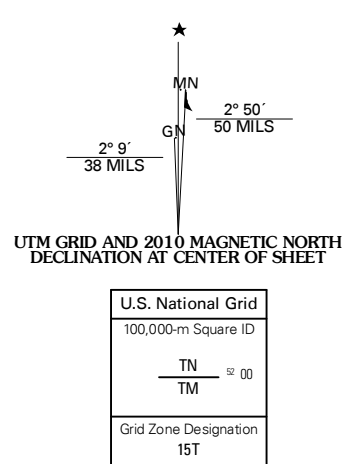 ★
MN
2° 50´
50 MILS
GN
2° 9´
38 MILS
UTM GRID AND 2010 MAGNETIC NORTH
DECLINATION AT CENTER OF SHEET
U.S. National Grid
100,000-m Square ID
TN
52 00
TM
Grid Zone Designation
15T